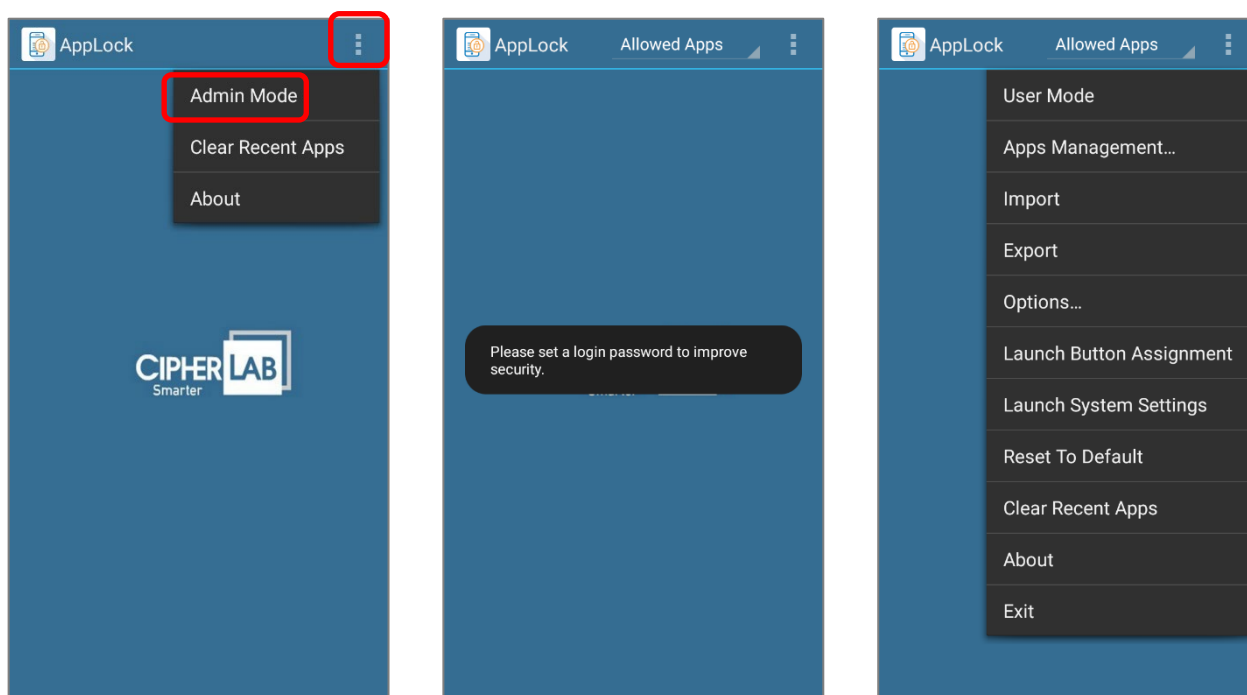 AppLock
Admin Mode
Clear Recent Apps
About
CIPHERLAB
Smarter
AppLock Allowed Apps
Please set a login password to improve
security.
AppLock Allowed Apps
User Mode
Apps Management...
Import
Export
Options...
Launch Button Assignment
Launch System Settings
Reset To Default
Clear Recent Apps
About
Exit